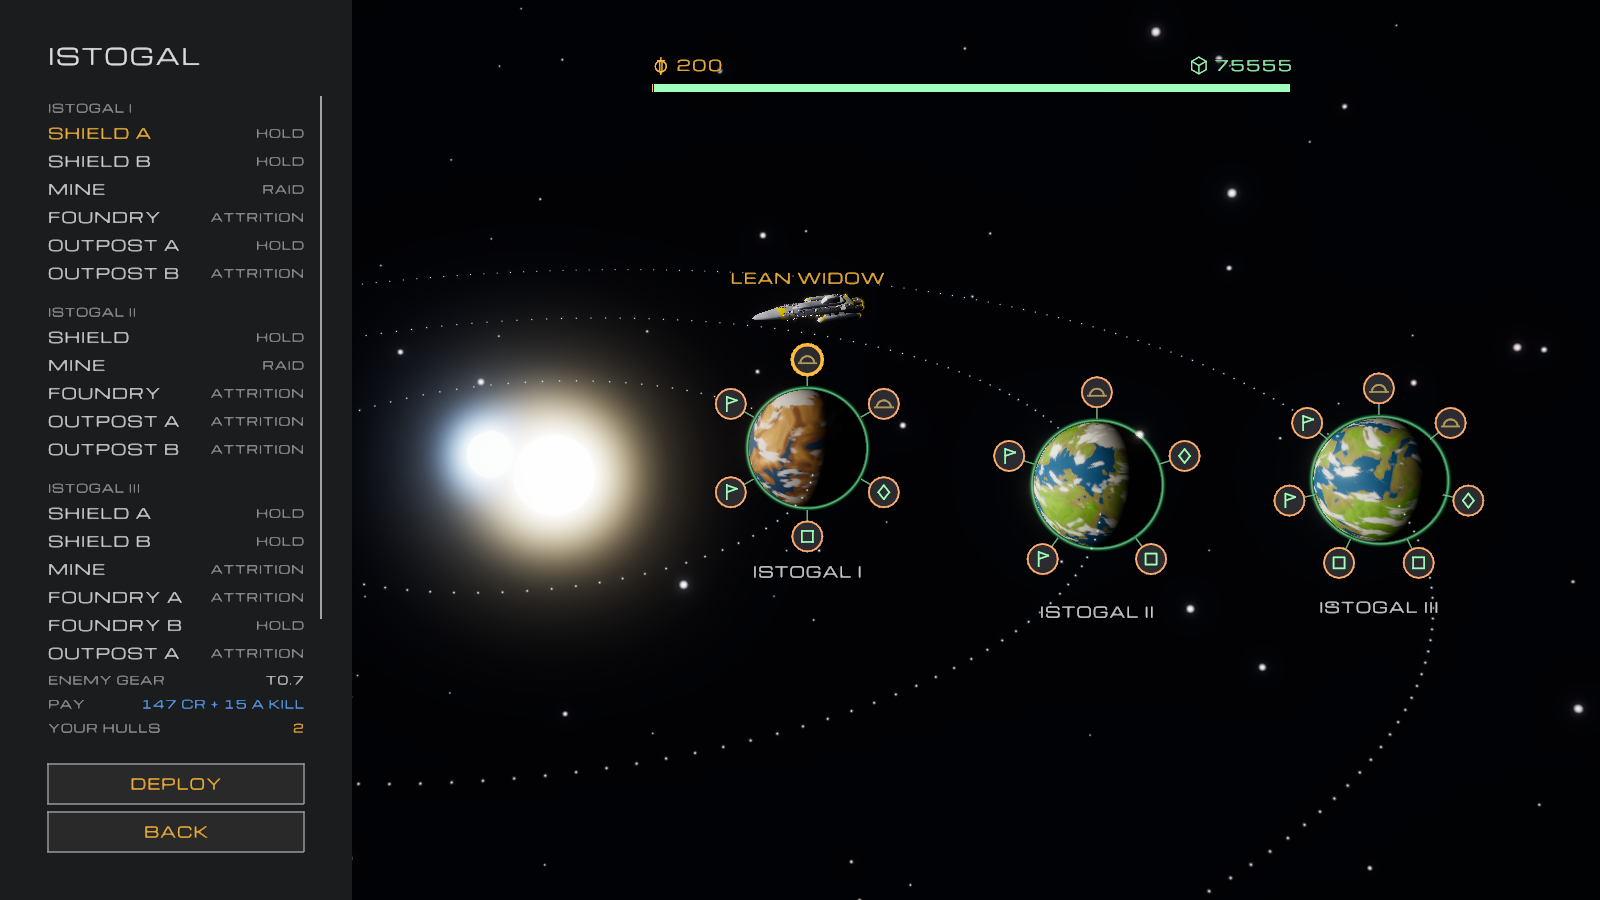 ISTOGAL
ISTOGAL I
SHIELD A HOLD
SHIELD B HOLD
MINE RAID
FOUNDRY ATTRITION
OUTPOST A HOLD
OUTPOST B ATTRITION
ISTOGAL II
SHIELD HOLD
MINE RAID
FOUNDRY ATTRITION
OUTPOST A ATTRITION
OUTPOST B ATTRITION
ISTOGAL III
SHIELD A HOLD
SHIELD B HOLD
MINE ATTRITION
FOUNDRY A ATTRITION
FOUNDRY B HOLD
OUTPOST A ATTRITION
ENEMY GEAR T0.7
PAY 147 CR + 15 A KILL
YOUR HULLS 2
DEPLOY
BACK
200
75555
LEAN WIDOW
ISTOGAL I
ISTOGAL II
ISTOGAL III